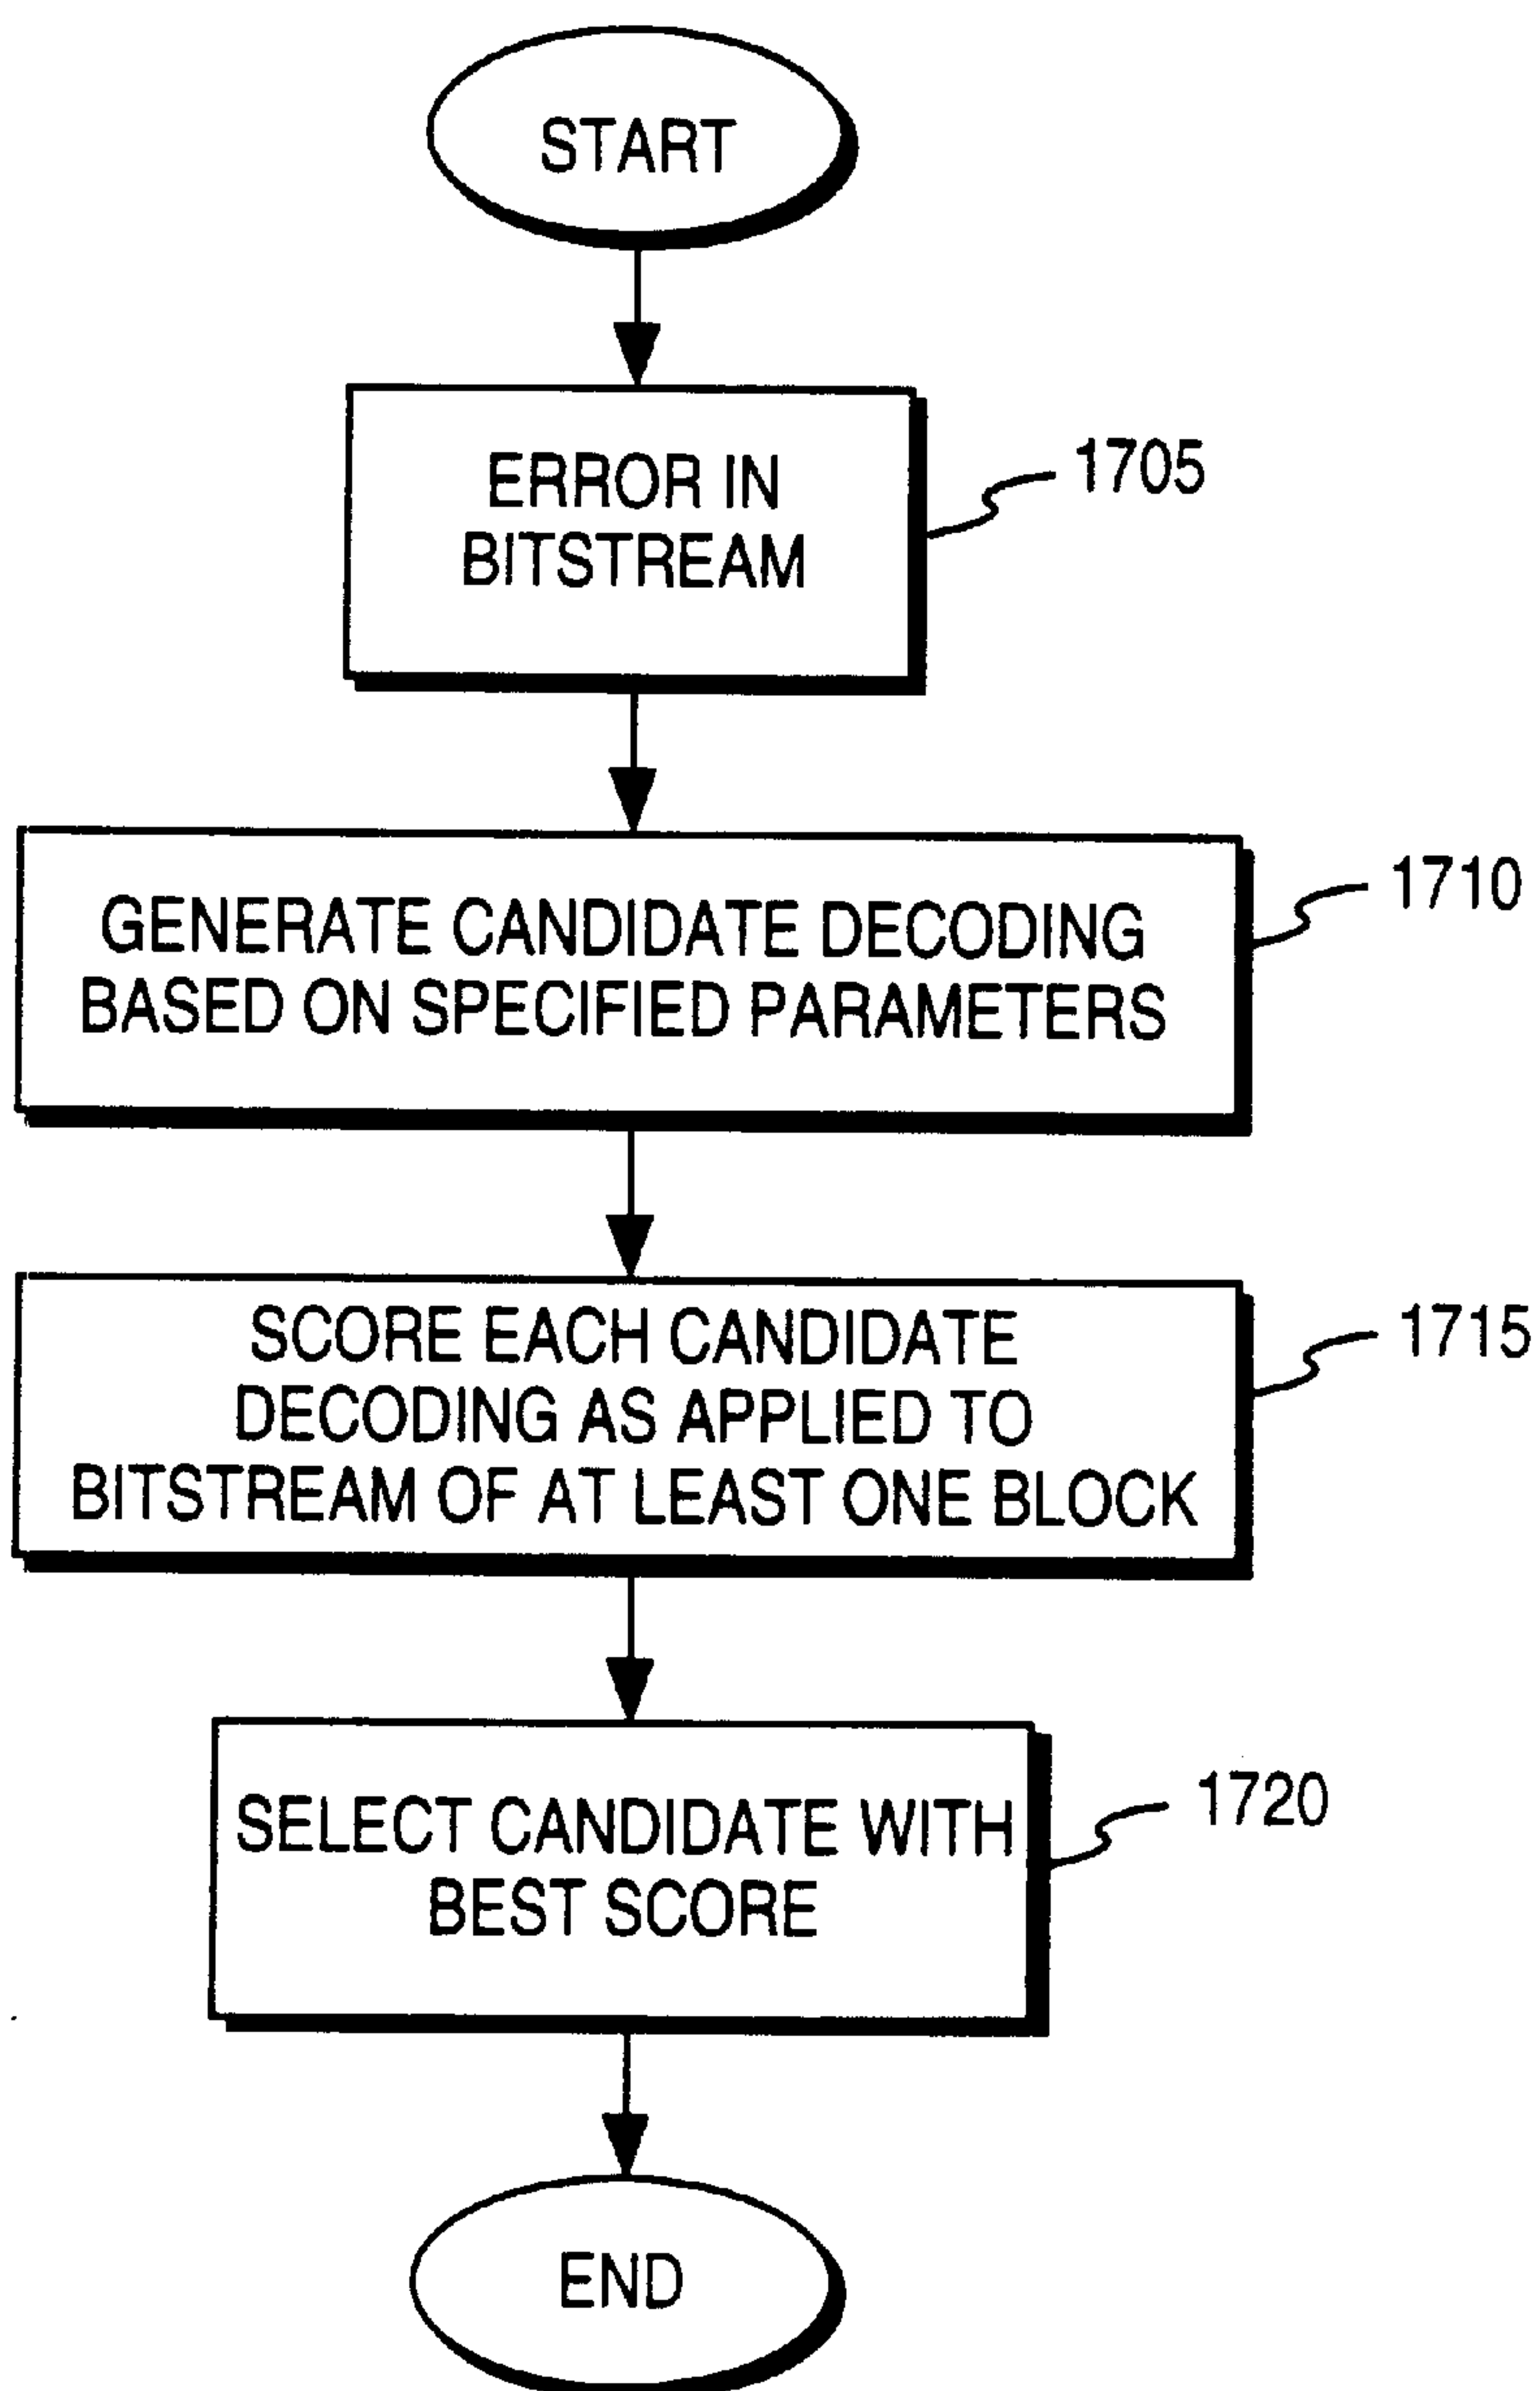 START
ERROR IN
BITSTREAM
1705
GENERATE CANDIDATE DECODING
BASED ON SPECIFIED PARAMETERS
1710
SCORE EACH CANDIDATE
DECODING AS APPLIED TO
BITSTREAM OF AT LEAST ONE BLOCK
1715
SELECT CANDIDATE WITH
BEST SCORE
1720
END